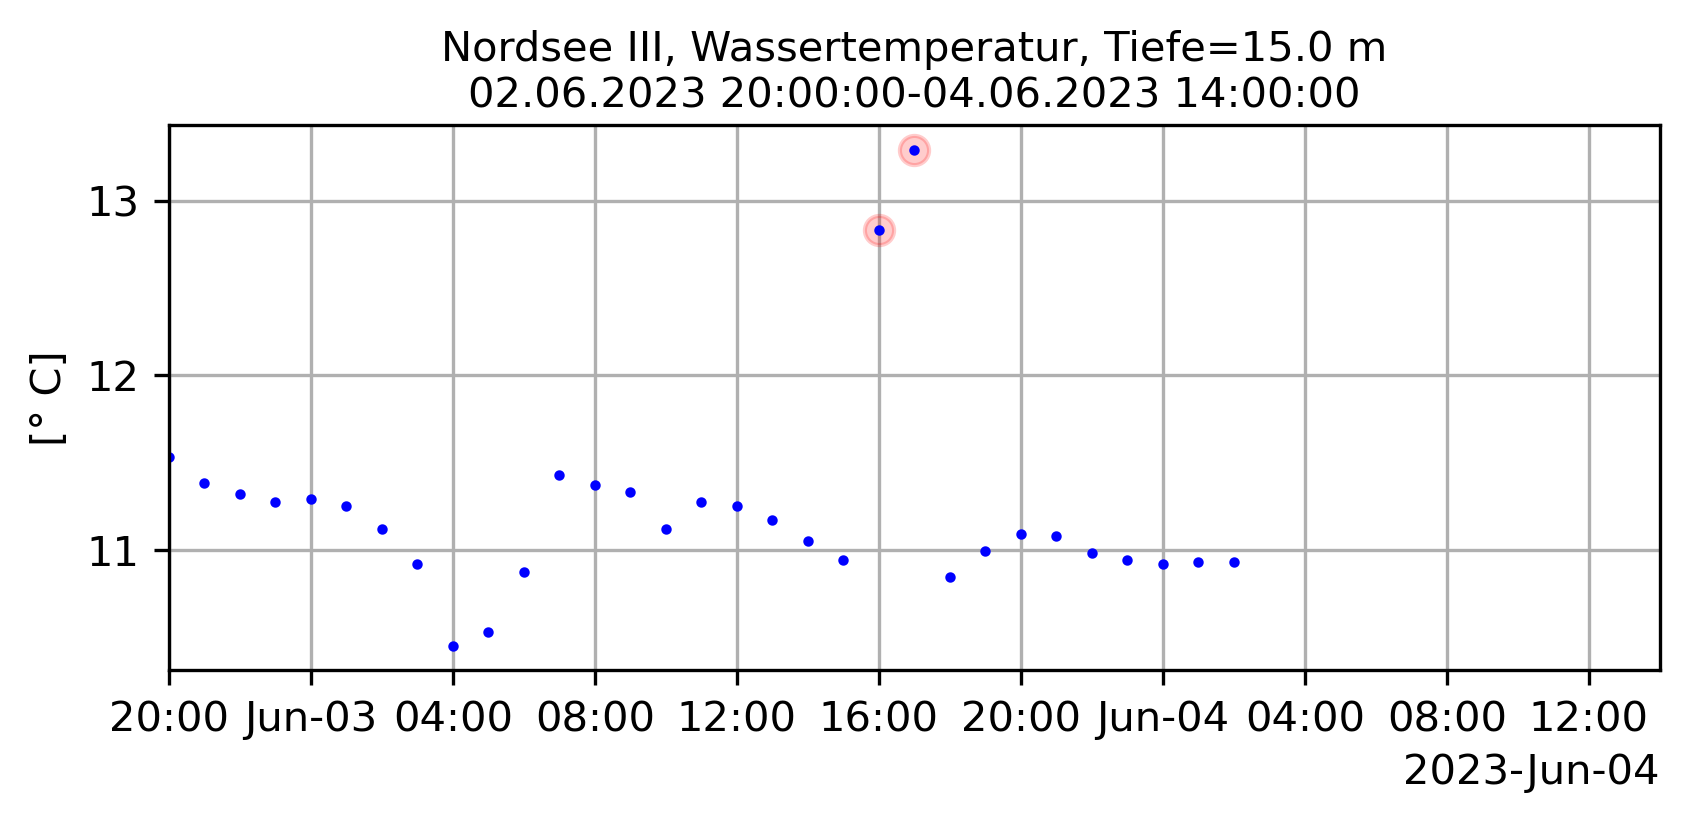 Nordsee III, Wassertemperatur, Tiefe=15.0 m
02.06.2023 20:00:00-04.06.2023 14:00:00
[° C]
13
12
11
20:00 Jun-03 04:00 08:00 12:00 16:00 20:00 Jun-04 04:00 08:00 12:00
2023-Jun-04